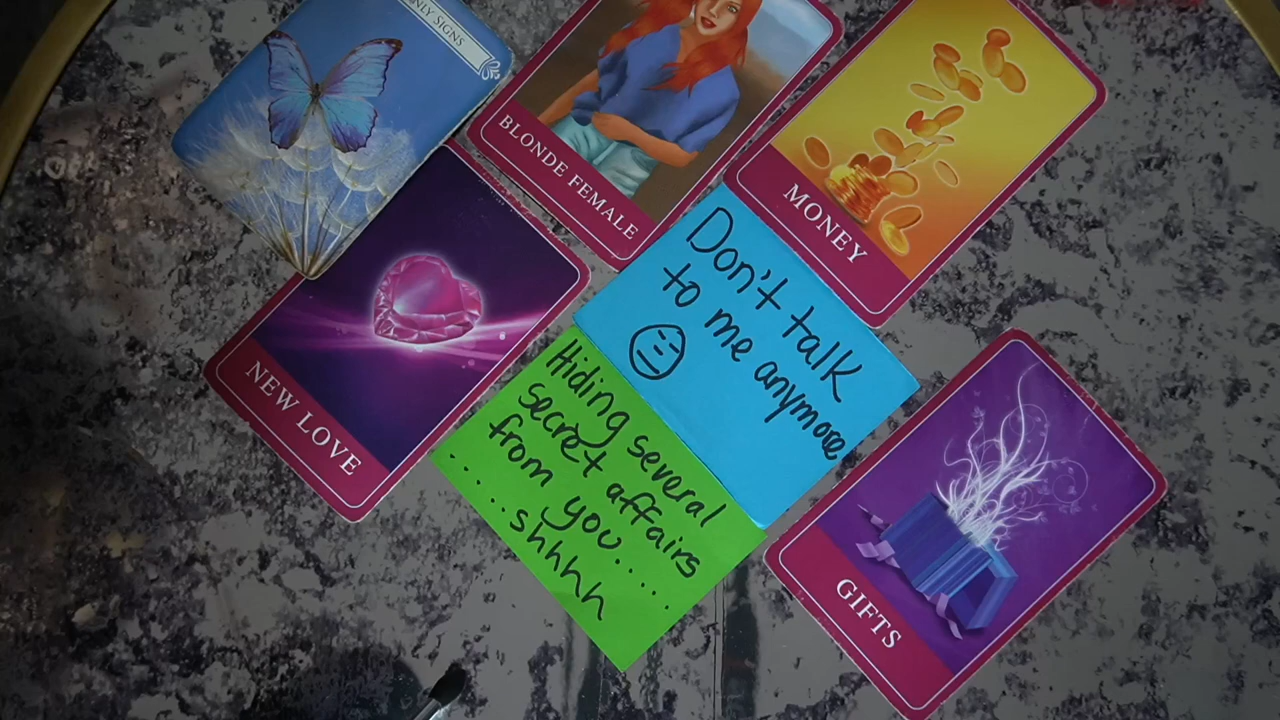 NLY SIGNS
BLONDE FEMALE
MONEY
NEW LOVE
Don't talk
to me anymore
Hiding several
secret affairs
from you.....
.....shhhh
GIFTS